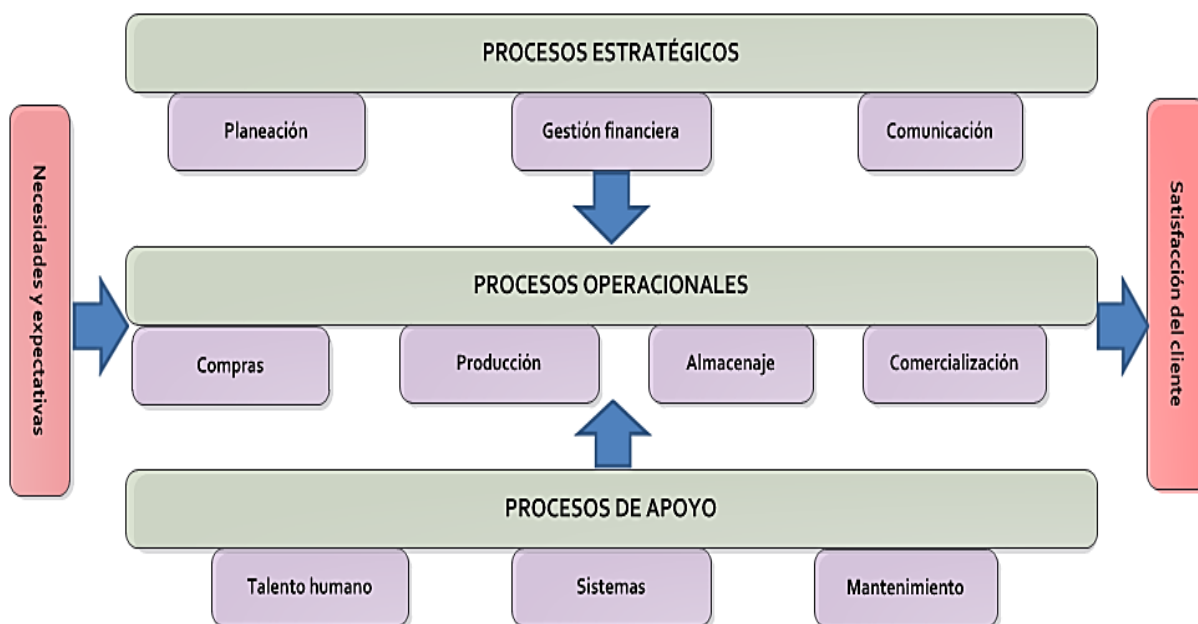 PROCESOS ESTRATÉGICOS
Planeación
Gestión financiera
Comunicación
Necesidades y expectativas
PROCESOS OPERACIONALES
Compras
Producción
Almacenaje
Comercialización
Satisfacción del cliente
PROCESOS DE APOYO
Talento humano
Sistemas
Mantenimiento